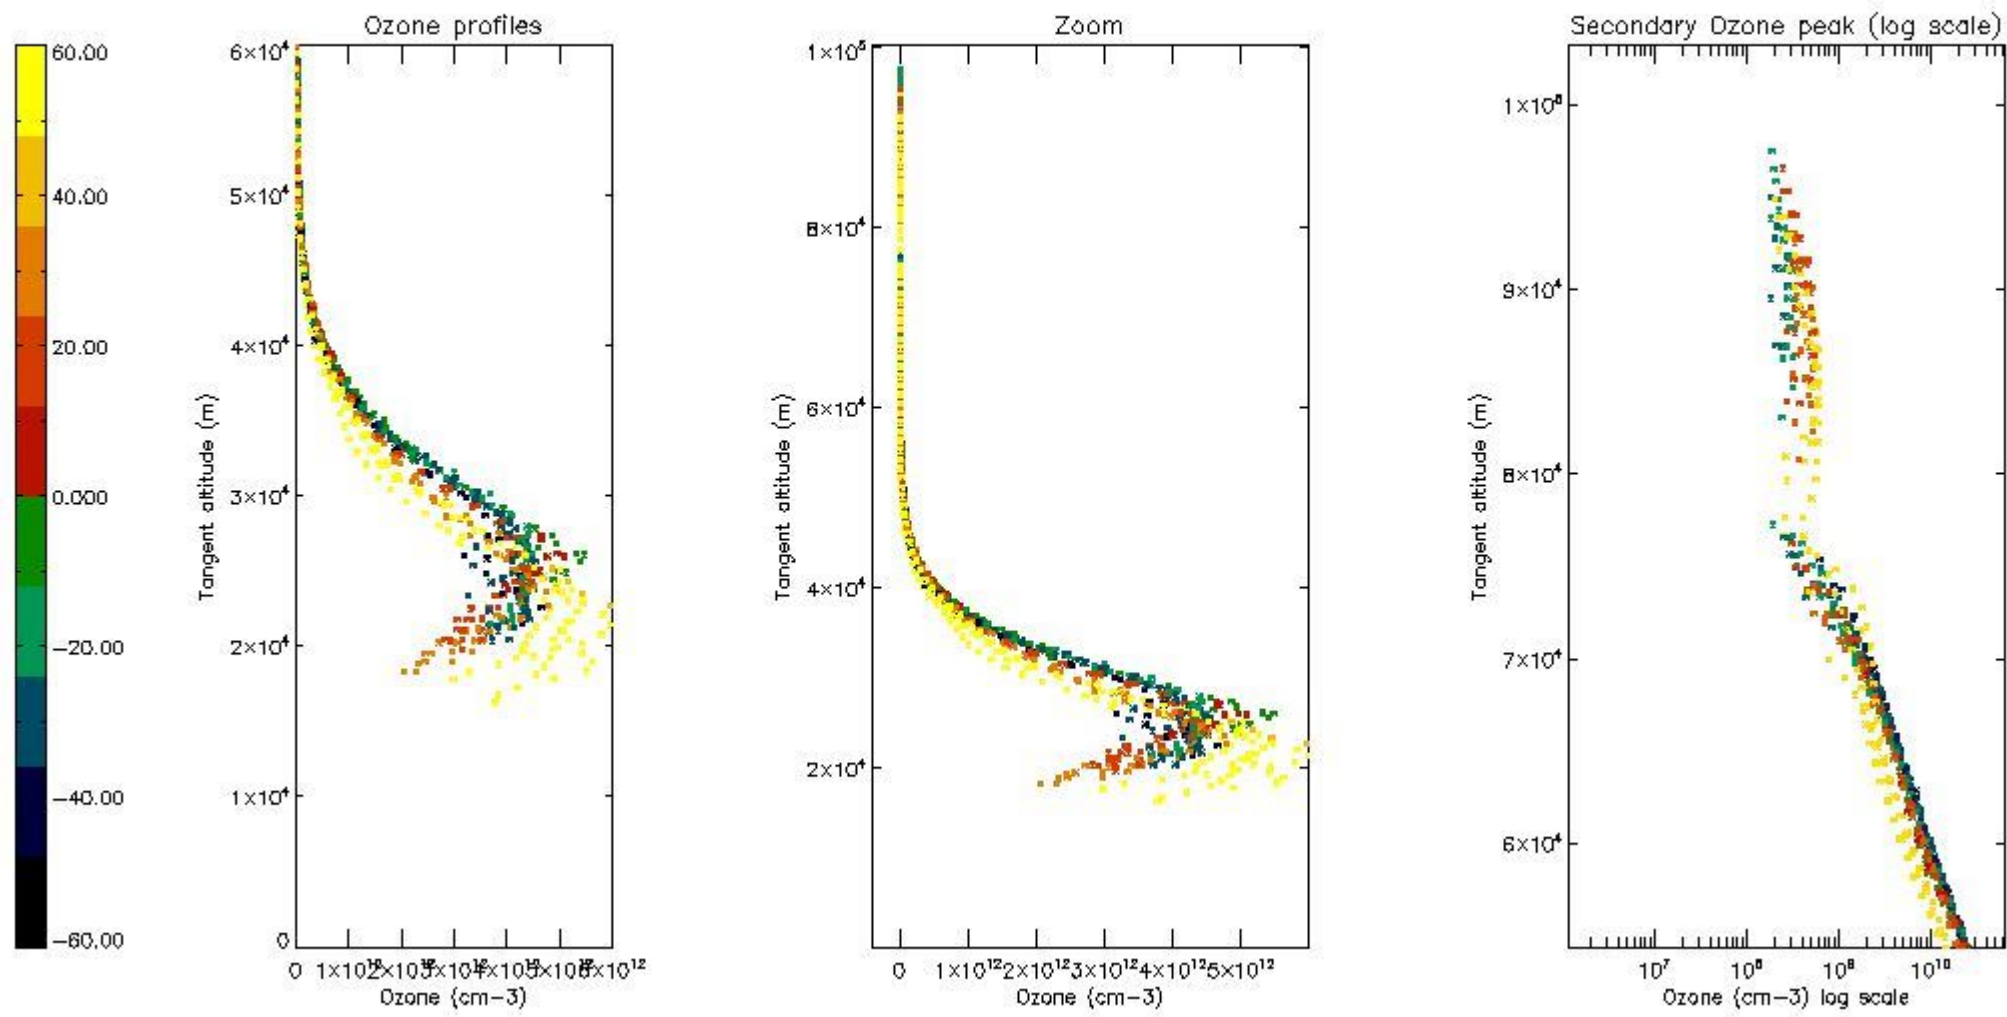 Ozone profiles
Zoom
Secondary Ozone peak (log scale)
60.00
40.00
20.00
−20.00
−40.00
−60.00
6×10⁴
5×10⁴
4×10⁴
3×10⁴
2×10⁴
1×10⁴
0
Tangent altitude (m)
0
Ozone (cm−3)
1×10⁵
8×10⁴
6×10⁴
4×10⁴
2×10⁴
Tangent altitude (m)
0 1×10¹² 2×10¹² 3×10¹² 4×10¹² 5×10¹²
Ozone (cm−3)
9×10⁴
8×10⁴
7×10⁴
6×10⁴
Tangent altitude (m)
10⁷ 10⁸ 10⁹ 10¹⁰
Ozone (cm−3) log scale